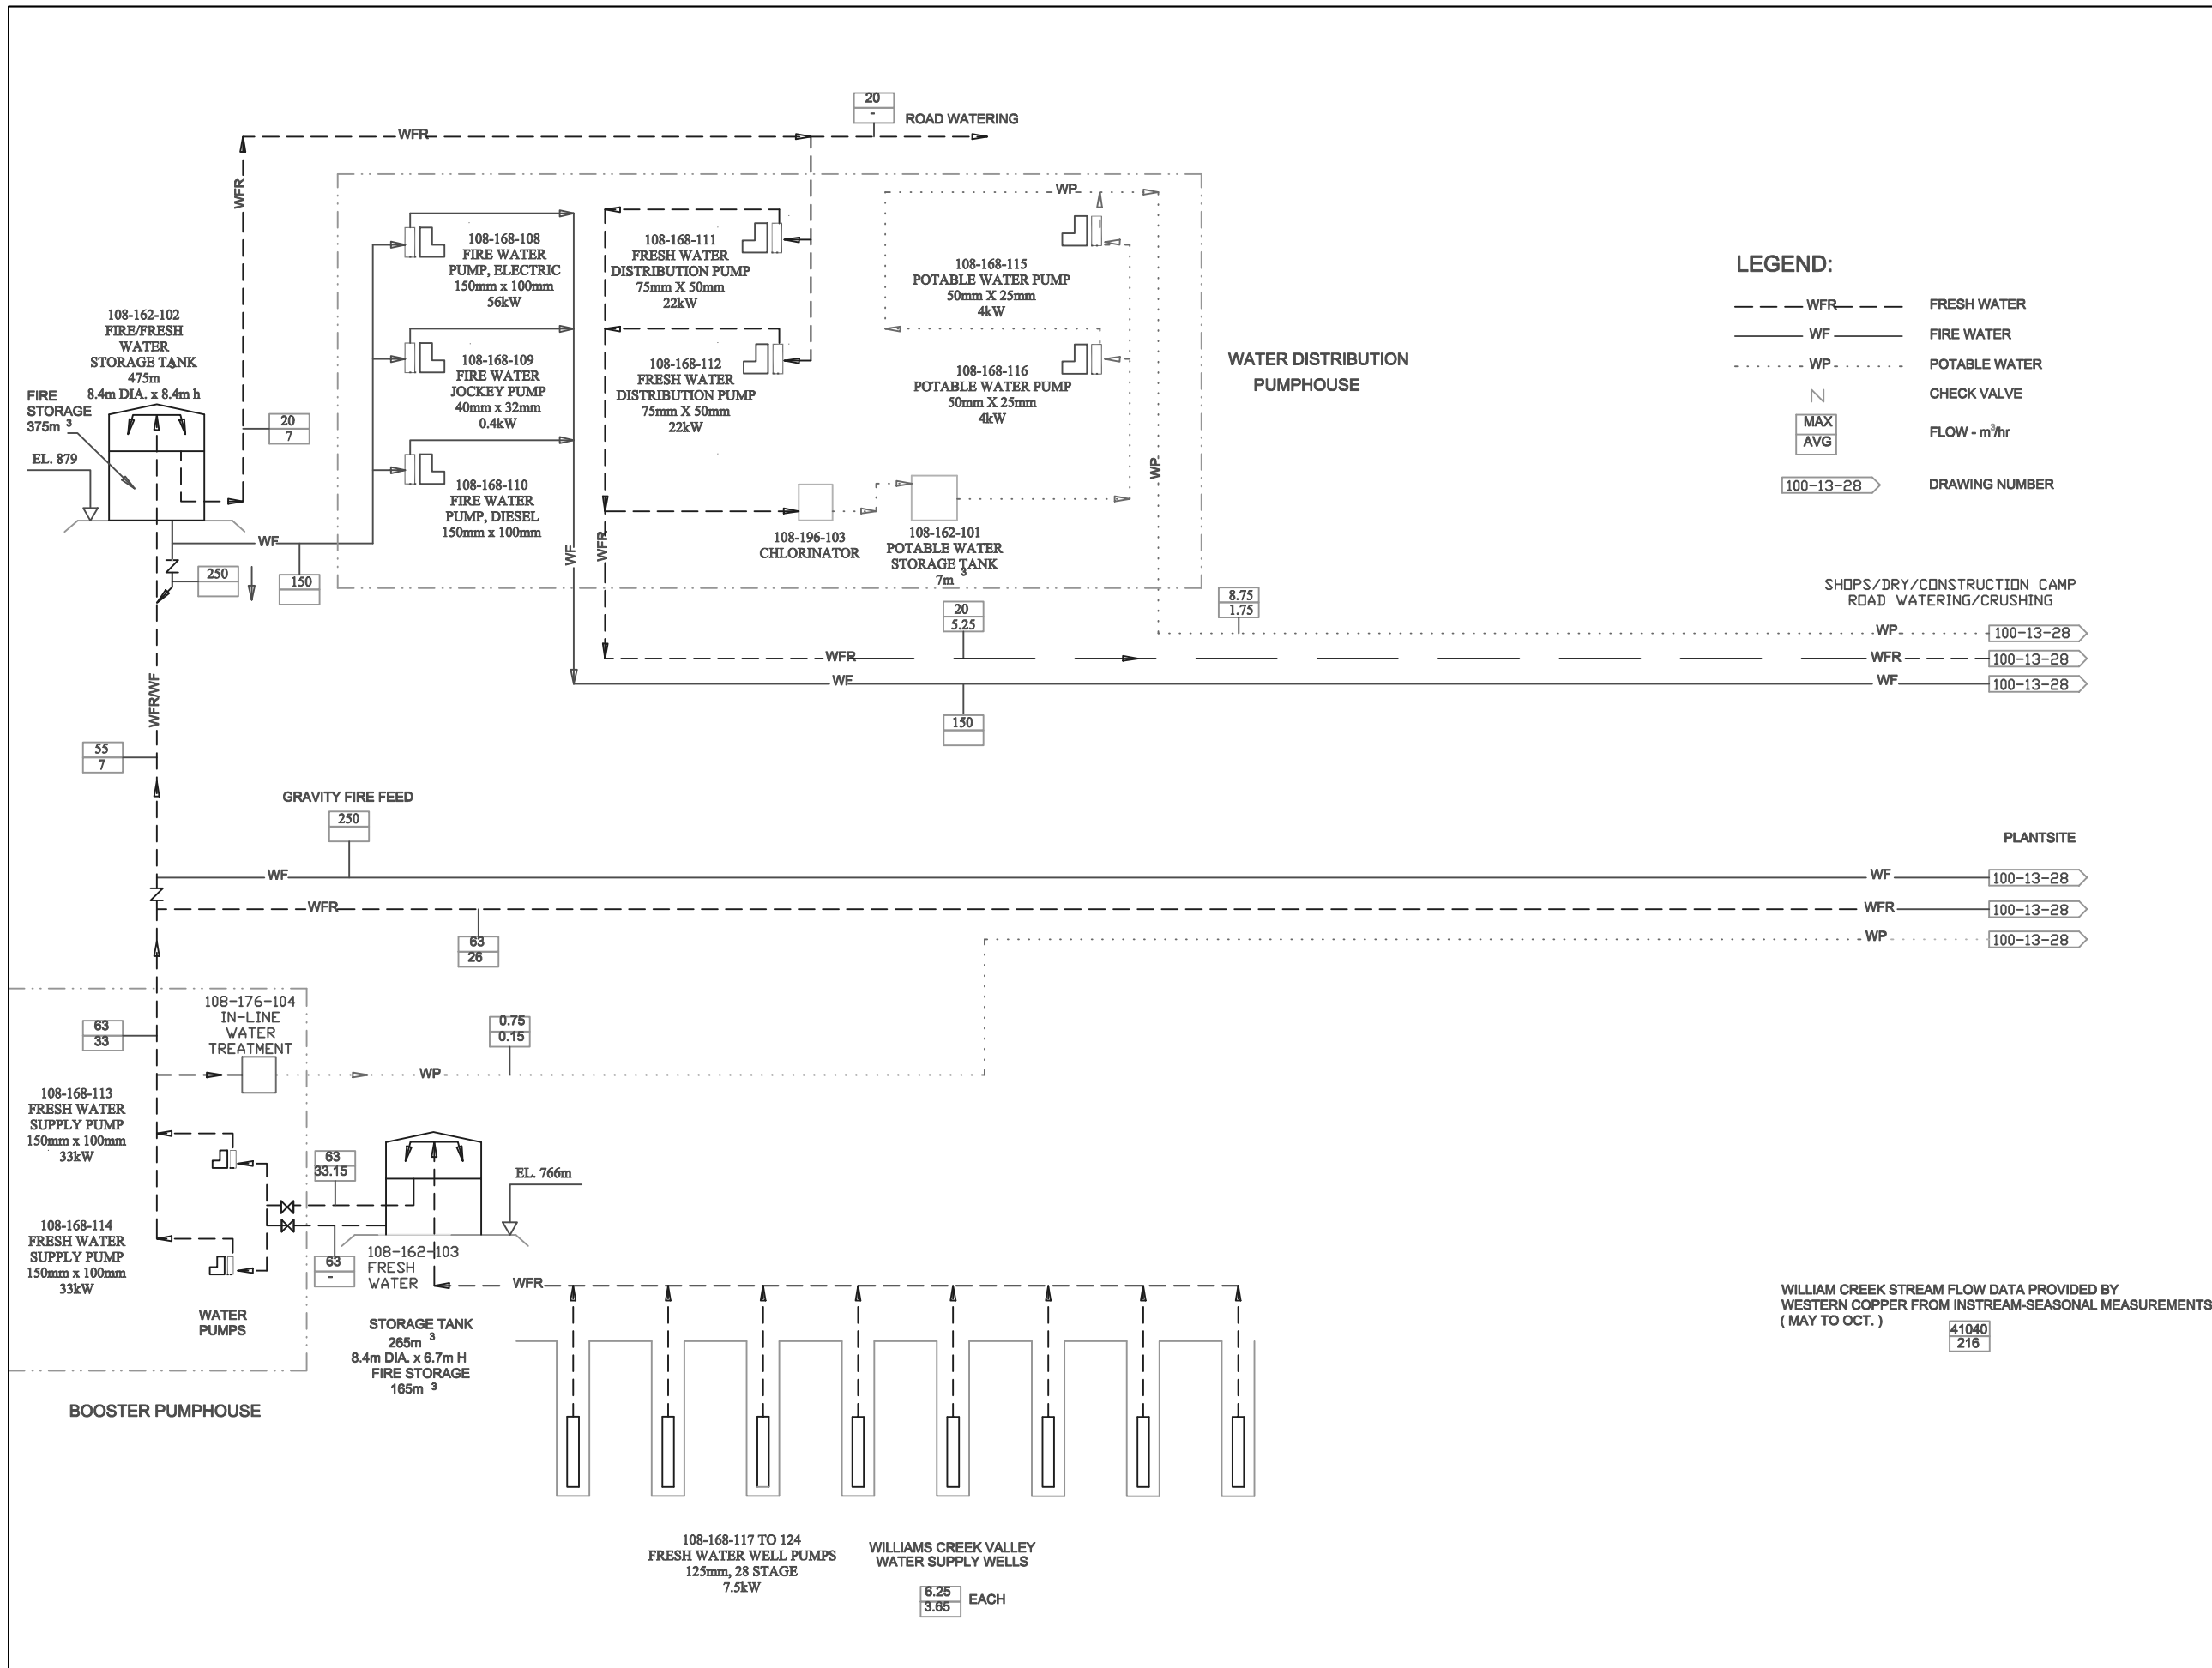 20
-
ROAD WATERING
WFR
WFR
WP
108-168-108
FIRE WATER
PUMP, ELECTRIC
150mm x 100mm
56kW
108-168-111
FRESH WATER
DISTRIBUTION PUMP
75mm X 50mm
22kW
108-168-115
POTABLE WATER PUMP
50mm X 25mm
4kW
LEGEND:
WFR FRESH WATER
WF FIRE WATER
WP POTABLE WATER
CHECK VALVE
MAX
AVG
FLOW - m³/hr
100-13-28 DRAWING NUMBER
108-162-102
FIRE/FRESH
WATER
STORAGE TANK
475m 3
8.4m DIA. x 8.4m h
FIRE
STORAGE
375m 3
EL. 879
20
7
108-168-109
FIRE WATER
JOCKEY PUMP
40mm x 32mm
0.4kW
108-168-112
FRESH WATER
DISTRIBUTION PUMP
75mm X 50mm
22kW
108-168-116
POTABLE WATER PUMP
50mm X 25mm
4kW
WATER DISTRIBUTION
PUMPHOUSE
108-168-110
FIRE WATER
PUMP, DIESEL
150mm x 100mm
WP
WF
WF
WFR
108-196-103
CHLORINATOR
108-162-101
POTABLE WATER
STORAGE TANK
7m 3
250
150
20
5.25
8.75
1.75
SHOPS/DRY/CONSTRUCTION CAMP
ROAD WATERING/CRUSHING
WP 100-13-28
WFR WFR 100-13-28
WF WF 100-13-28
150
WFR/WF
55
7
GRAVITY FIRE FEED
250
PLANTSITE
WF WF 100-13-28
WFR WFR 100-13-28
WP 100-13-28
63
26
63
33
108-176-104
IN-LINE
WATER
TREATMENT
0.75
0.15
WP
108-168-113
FRESH WATER
SUPPLY PUMP
150mm x 100mm
33kW
63
33.15
EL. 766m
108-168-114
FRESH WATER
SUPPLY PUMP
150mm x 100mm
33kW
63
-
108-162-103
FRESH
WATER
STORAGE TANK
265m 3
8.4m DIA. x 6.7m H
FIRE STORAGE
165m 3
WFR
WATER
PUMPS
BOOSTER PUMPHOUSE
WILLIAM CREEK STREAM FLOW DATA PROVIDED BY
WESTERN COPPER FROM INSTREAM-SEASONAL MEASUREMENTS
( MAY TO OCT. )
41040
216
108-168-117 TO 124
FRESH WATER WELL PUMPS
125mm, 28 STAGE
7.5kW
WILLIAMS CREEK VALLEY
WATER SUPPLY WELLS
6.25
3.65
EACH